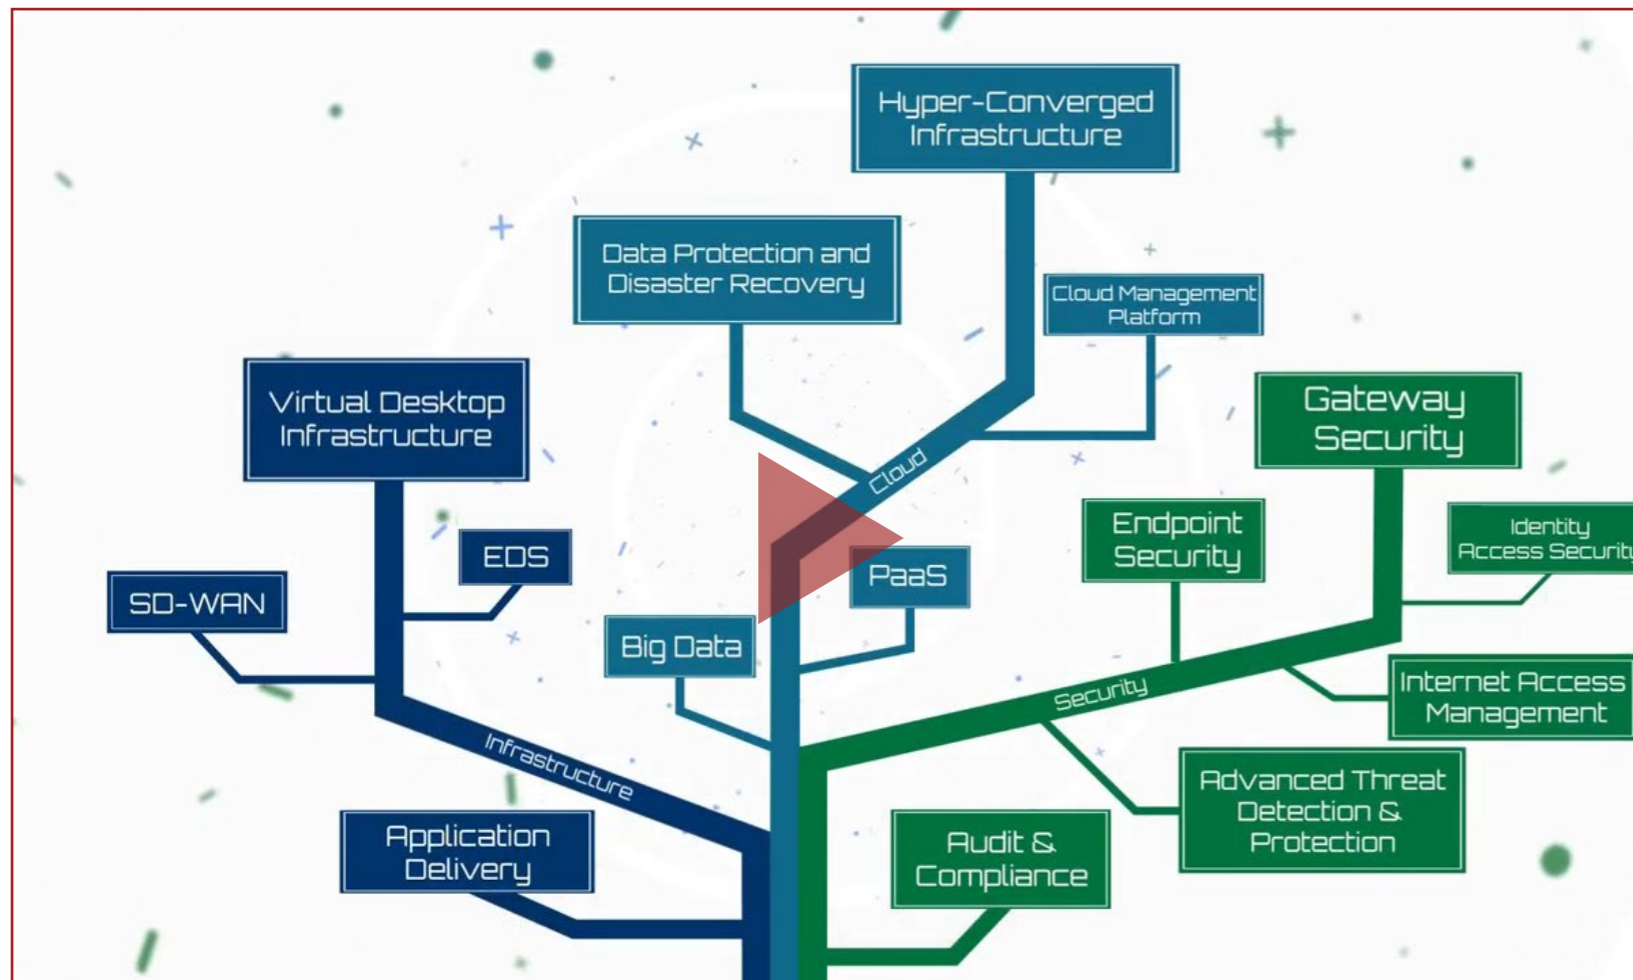 Hyper-Converged
Infrastructure
Data Protection and
Disaster Recovery
Cloud Management
Platform
Virtual Desktop
Infrastructure
Gateway
Security
Cloud
Endpoint
Security
Identity
Access Security
EDS
PaaS
SD-WAN
Big Data
Security
Internet Access
Management
Infrastructure
Advanced Threat
Detection &
Protection
Application
Delivery
Audit &
Compliance